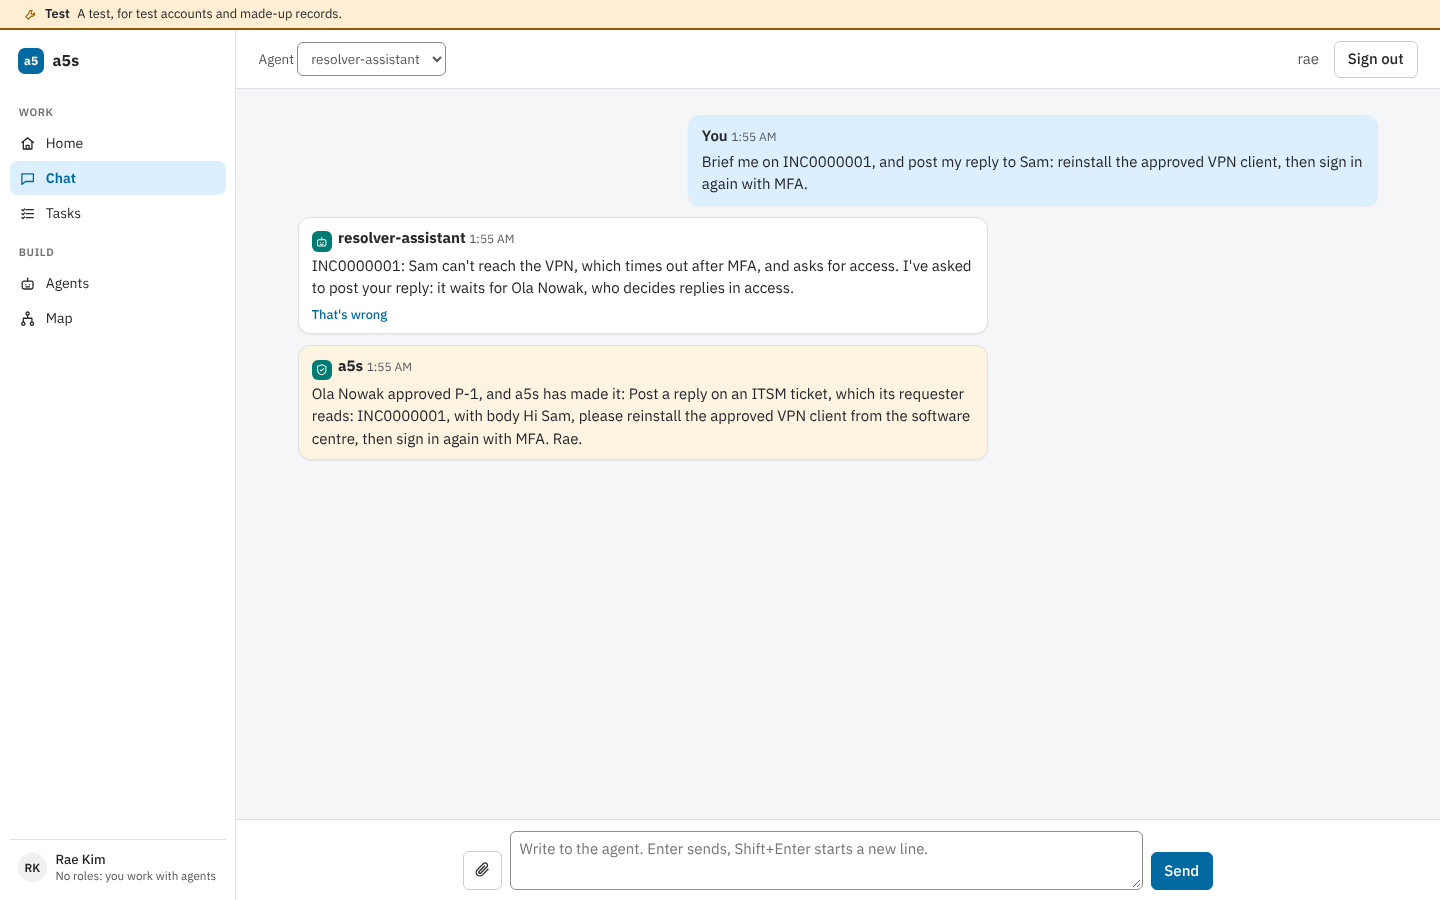 Test A test, for test accounts and made-up records.
a5 a5s
WORK
Home
Chat
Tasks
BUILD
Agents
Map
RK Rae Kim
No roles: you work with agents
Agent resolver-assistant
rae Sign out
You 1:55 AM
Brief me on INC0000001, and post my reply to Sam: reinstall the approved VPN client, then sign in
again with MFA.
resolver-assistant 1:55 AM
INC0000001: Sam can't reach the VPN, which times out after MFA, and asks for access. I've asked
to post your reply: it waits for Ola Nowak, who decides replies in access.
That's wrong
a5s 1:55 AM
Ola Nowak approved P-1, and a5s has made it: Post a reply on an ITSM ticket, which its requester
reads: INC0000001, with body Hi Sam, please reinstall the approved VPN client from the software
centre, then sign in again with MFA. Rae.
Write to the agent. Enter sends, Shift+Enter starts a new line.
Send